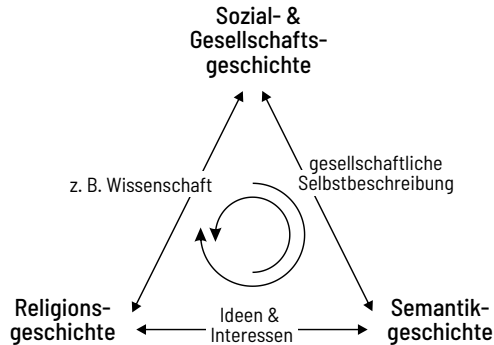 Sozial- &
Gesellschafts-
geschichte
z. B. Wissenschaft
gesellschaftliche
Selbstbeschreibung
Religions-
geschichte
Ideen &
Interessen
Semantik-
geschichte